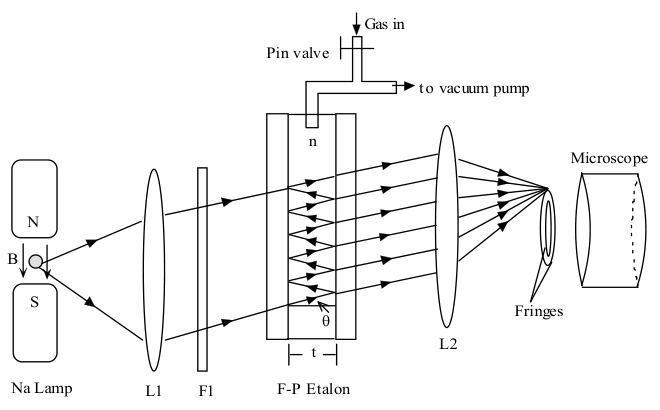 Gas in
Pin valve
to vacuum pump
n
Microscope
N
B
S
θ
Fringes
L2
t
Na Lamp
L1
F1
F-P Etalon